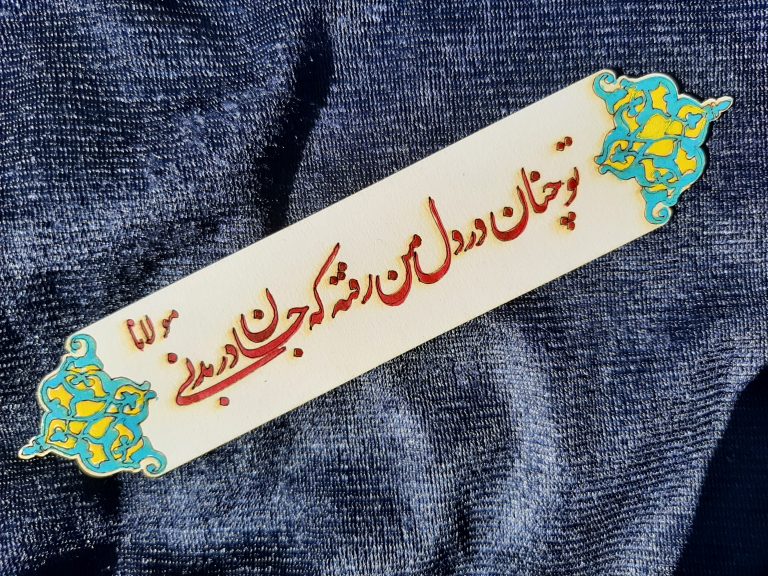 تو چنان در دل من رفته که جان در بدنی
مولانا